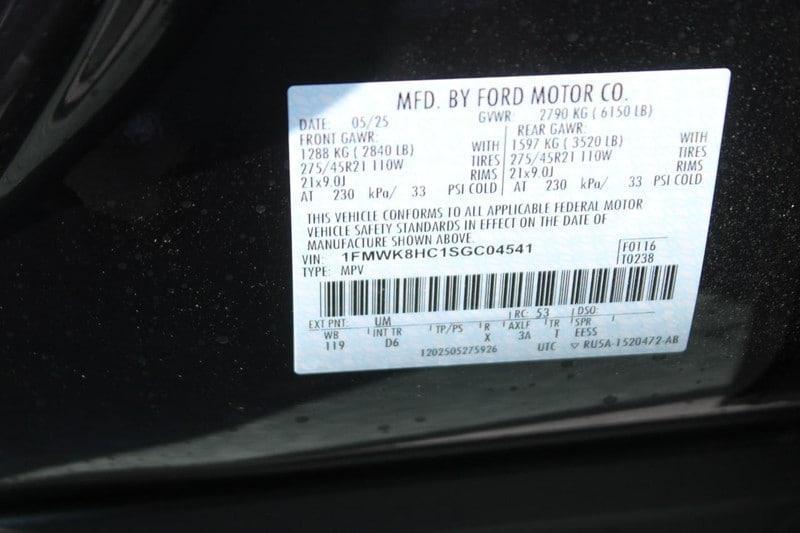 MFD. BY FORD MOTOR CO.
DATE: 05/25 GVWR: 2790 KG (6150 LB)
FRONT GAWR: REAR GAWR:
1288 KG (2840 LB) WITH 1597 KG (3520 LB) WITH
275/45R21 110W TIRES 275/45R21 110W TIRES
21x9.0J RIMS 21x9.0J RIMS
AT 230 kPa/ 33 PSI COLD AT 230 kPa/ 33 PSI COLD
THIS VEHICLE CONFORMS TO ALL APPLICABLE FEDERAL MOTOR
VEHICLE SAFETY STANDARDS IN EFFECT ON THE DATE OF
MANUFACTURE SHOWN ABOVE.
VIN: 1FMWK8HC1SGC04541 F0116
TYPE: MPV T0238
EXT PNT: UM RC: 53 DSO:
WB INT TR TP/PS R AXLE TR SPR
119 D6 X 3A T EESS
1202505275926 UTC ▽ RU5A-1520472-AB